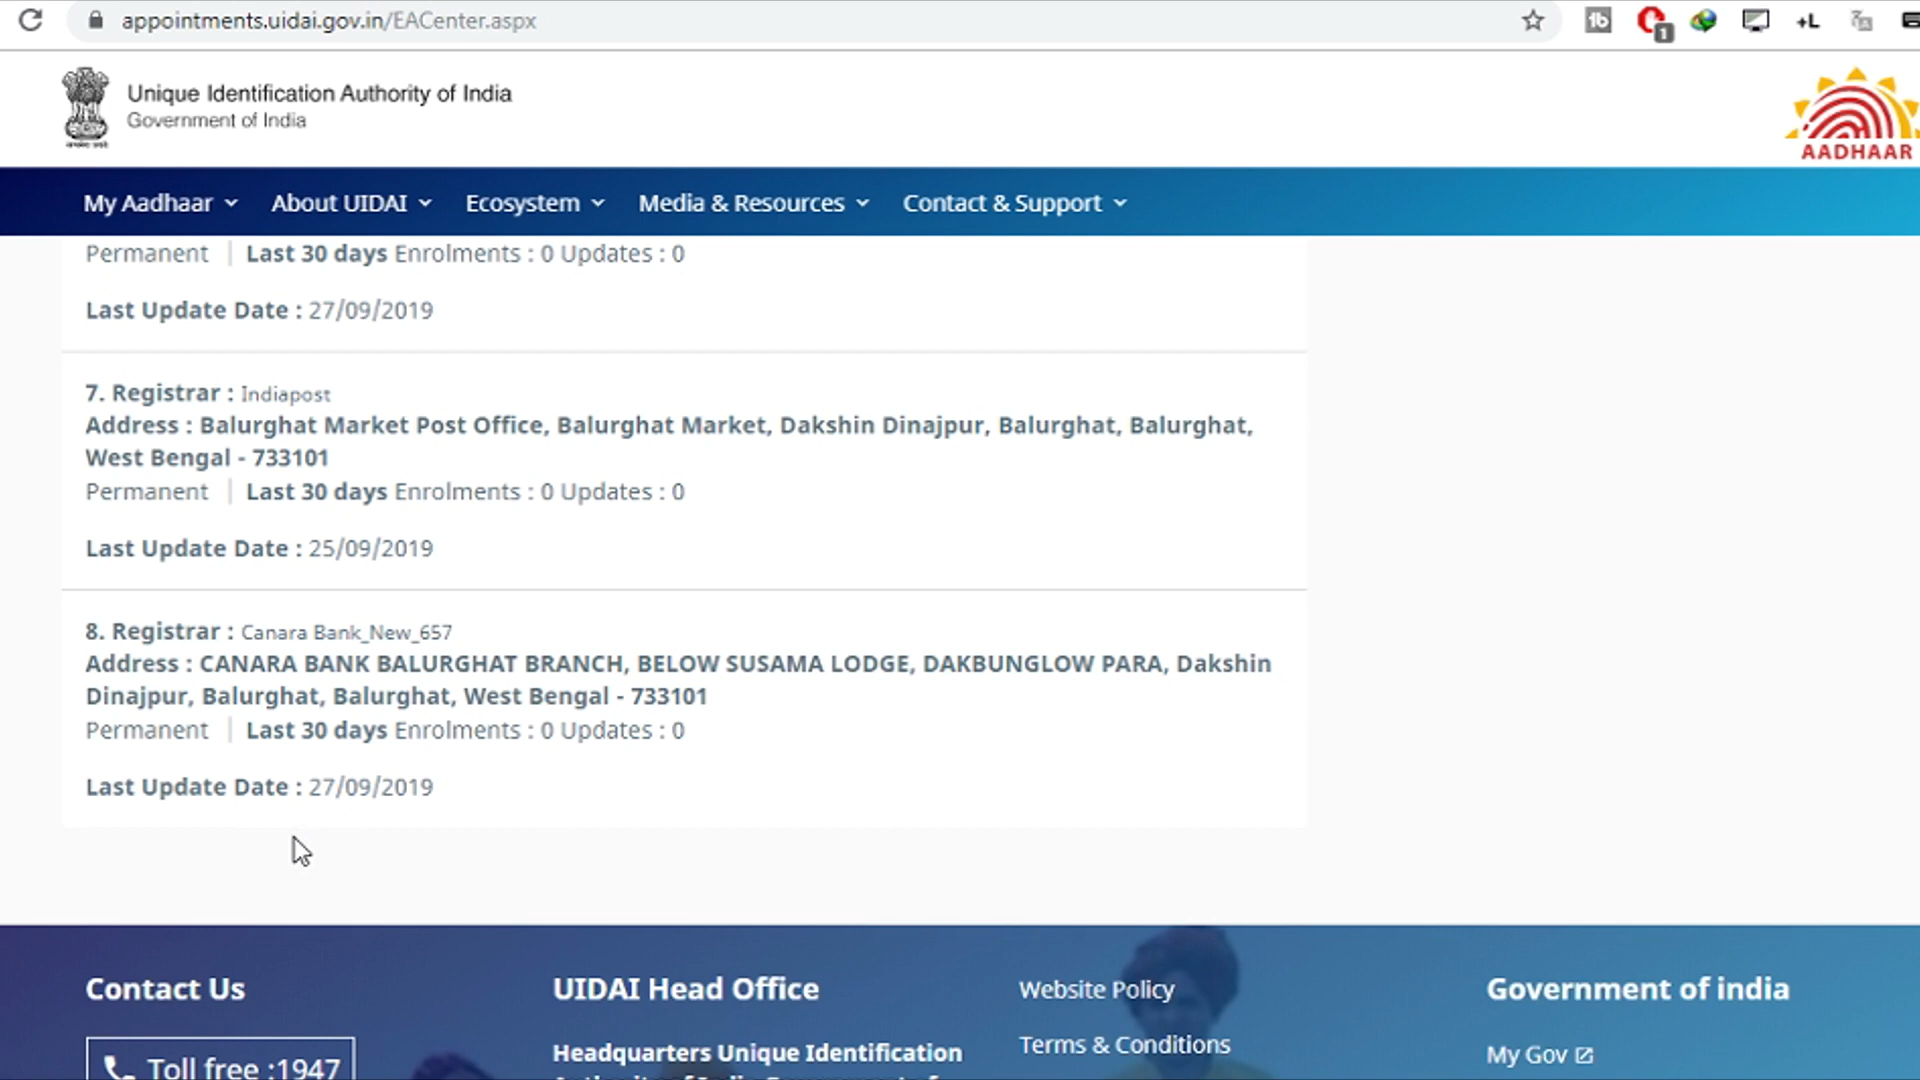 appointments.uidai.gov.in/EACenter.aspx
Unique Identification Authority of India
Government of India
AADHAAR
My Aadhaar About UIDAI Ecosystem Media & Resources Contact & Support
Permanent | Last 30 days Enrolments : 0 Updates : 0
Last Update Date : 27/09/2019
7. Registrar : Indiapost
Address : Balurghat Market Post Office, Balurghat Market, Dakshin Dinajpur, Balurghat, Balurghat,
West Bengal - 733101
Permanent | Last 30 days Enrolments : 0 Updates : 0
Last Update Date : 25/09/2019
8. Registrar : Canara Bank_New_657
Address : CANARA BANK BALURGHAT BRANCH, BELOW SUSAMA LODGE, DAKBUNGLOW PARA, Dakshin
Dinajpur, Balurghat, Balurghat, West Bengal - 733101
Permanent | Last 30 days Enrolments : 0 Updates : 0
Last Update Date : 27/09/2019
Contact Us
Toll free :1947
UIDAI Head Office
Headquarters Unique Identification
Website Policy
Terms & Conditions
Government of india
My Gov